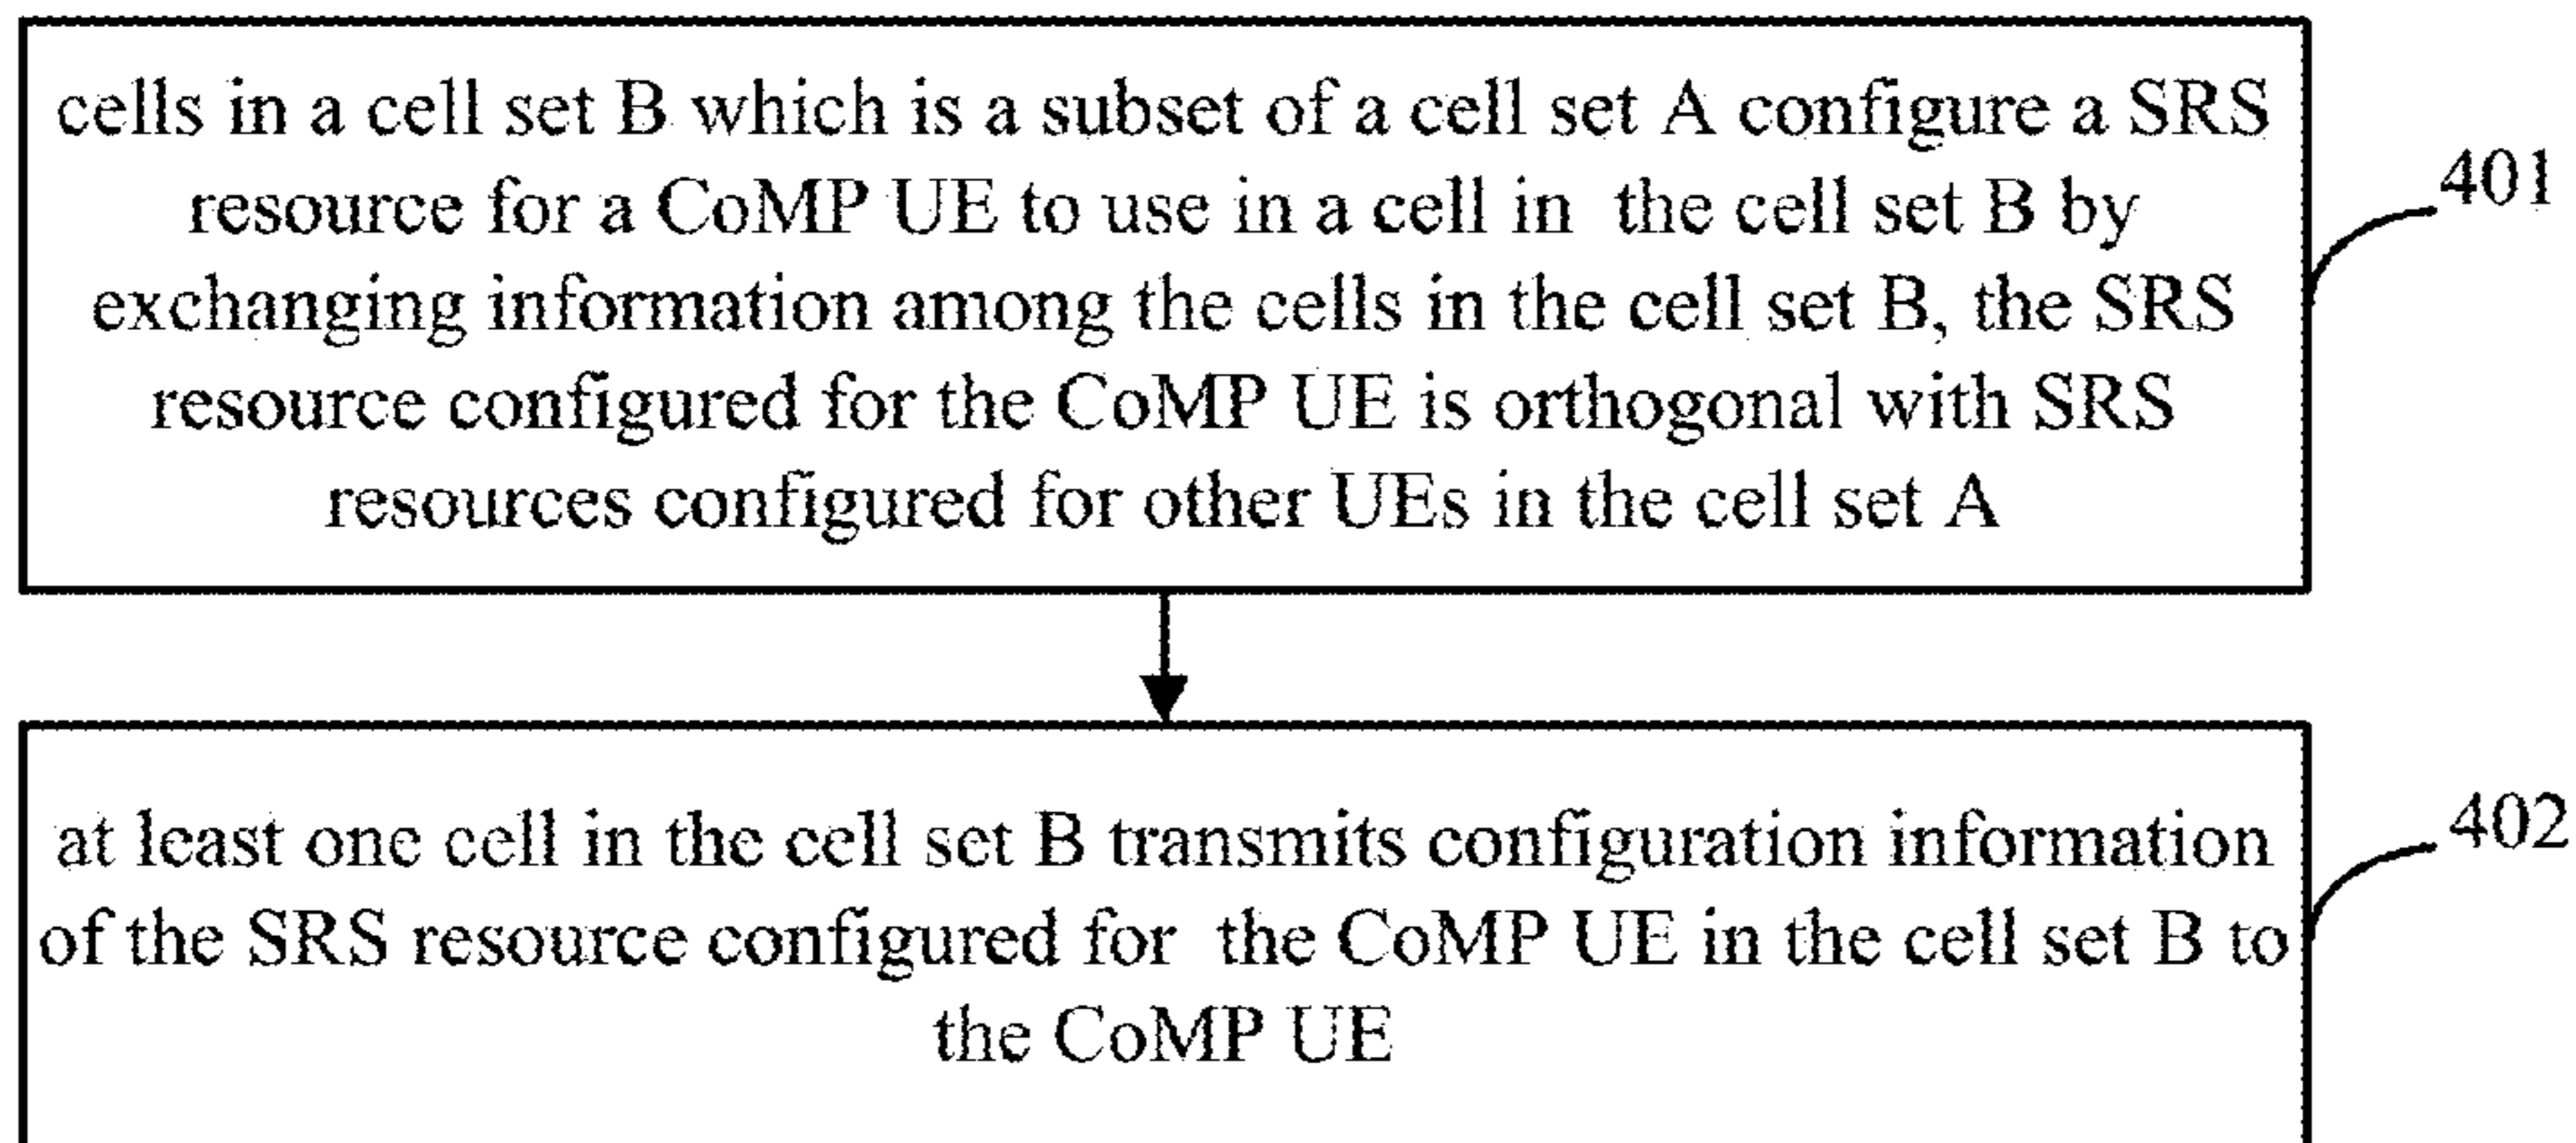 cells in a cell set B which is a subset of a cell set A configure a SRS
resource for a CoMP UE to use in a cell in the cell set B by
exchanging information among the cells in the cell set B, the SRS
resource configured for the CoMP UE is orthogonal with SRS
resources configured for other UEs in the cell set A
401
at least one cell in the cell set B transmits configuration information
of the SRS resource configured for the CoMP UE in the cell set B to
the CoMP UE
402